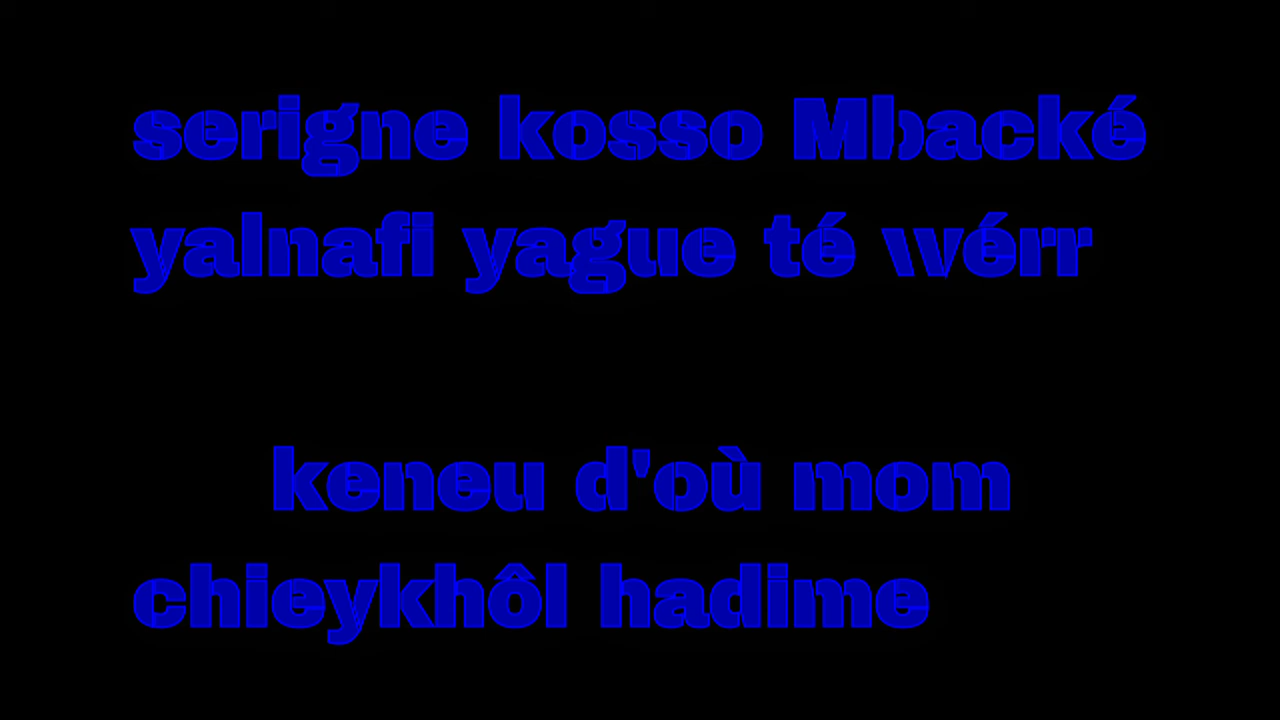 serigne kosso Mbacké
yalnafi yague té wérr
keneu d'où mom
chieykhôl hadime